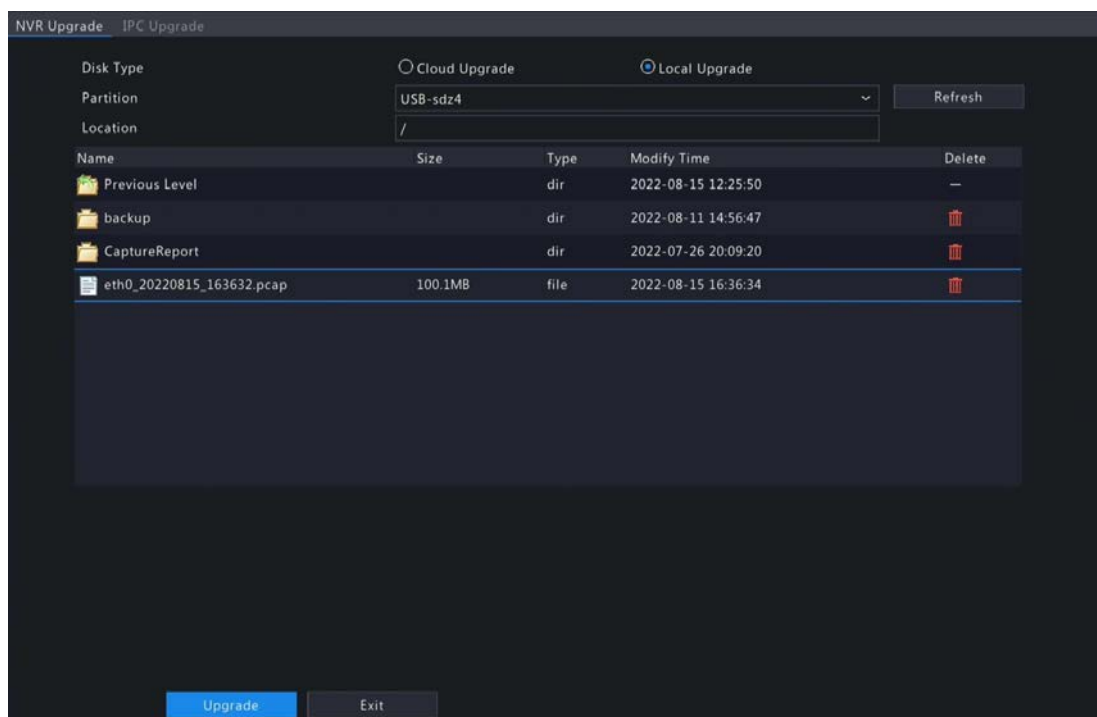 NVR Upgrade IPC Upgrade
Disk Type Cloud Upgrade Local Upgrade
Partition USB-sdz4 Refresh
Location /
Name Size Type Modify Time Delete
Previous Level dir 2022-08-15 12:25:50 —
backup dir 2022-08-11 14:56:47
CaptureReport dir 2022-07-26 20:09:20
eth0_20220815_163632.pcap 100.1MB file 2022-08-15 16:36:34
Upgrade Exit